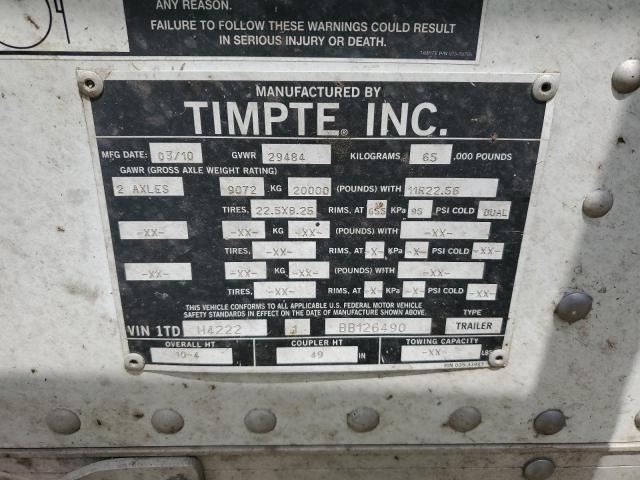 ANY REASON.
FAILURE TO FOLLOW THESE WARNINGS COULD RESULT
IN SERIOUS INJURY OR DEATH.
MANUFACTURED BY
TIMPTE INC.
MFG DATE: 03/10 GVWR 29484 KILOGRAMS 65 ,000 POUNDS
GAWR (GROSS AXLE WEIGHT RATING)
2 AXLES 9072 KG 20000 (POUNDS) WITH 11R22.5G
TIRES, 22.5X8.25 RIMS, AT 655 KPa 95 PSI COLD DUAL
-XX- -XX- KG -XX- (POUNDS) WITH -XX-
TIRES, -XX- RIMS, AT -X- KPa -X- PSI COLD -XX-
-XX- -XX- KG -XX- (POUNDS) WITH -XX-
TIRES, -XX- RIMS, AT -X KPa -X PSI COLD -XX-
THIS VEHICLE CONFORMS TO ALL APPLICABLE U.S. FEDERAL MOTOR VEHICLE
SAFETY STANDARDS IN EFFECT ON THE DATE OF MANUFACTURE SHOWN ABOVE. TYPE
VIN 1TD H4222 1 BB126490 TRAILER
OVERALL HT COUPLER HT TOWING CAPACITY
10-4 49 IN -XX- LBS